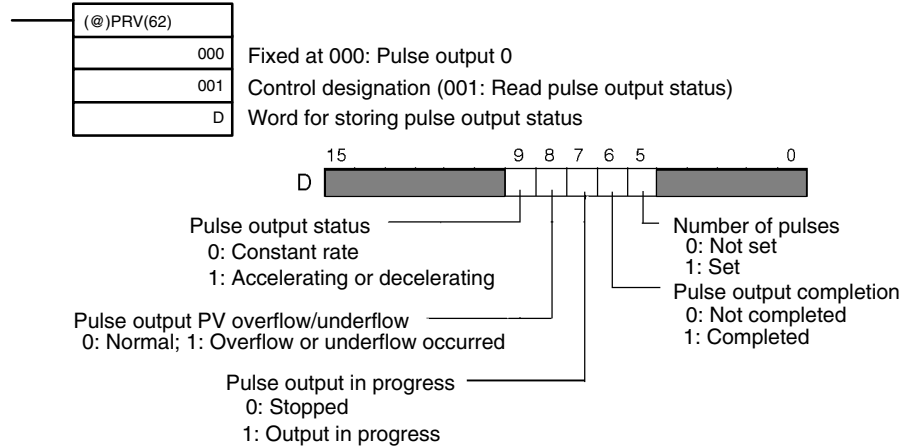 (@)PRV(62)
000 Fixed at 000: Pulse output 0
001 Control designation (001: Read pulse output status)
D Word for storing pulse output status
15 9 8 7 6 5 0
D
Pulse output status
0: Constant rate
1: Accelerating or decelerating
Number of pulses
0: Not set
1: Set
Pulse output completion
0: Not completed
1: Completed
Pulse output PV overflow/underflow
0: Normal; 1: Overflow or underflow occurred
Pulse output in progress
0: Stopped
1: Output in progress